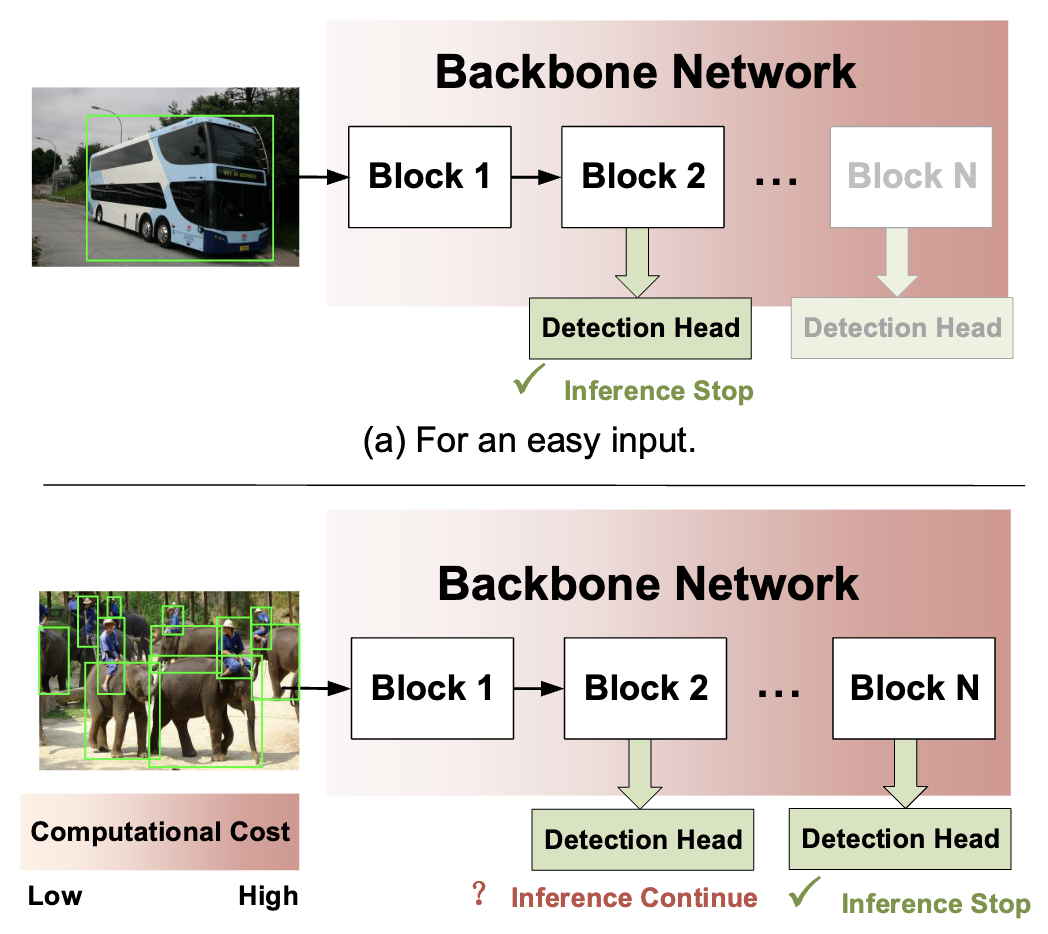 Backbone Network
Block 1
Block 2
...
Block N
Detection Head
Detection Head
✓ Inference Stop
(a) For an easy input.
Backbone Network
Block 1
Block 2
...
Block N
Computational Cost
Low
High
Detection Head
Detection Head
? Inference Continue
✓ Inference Stop